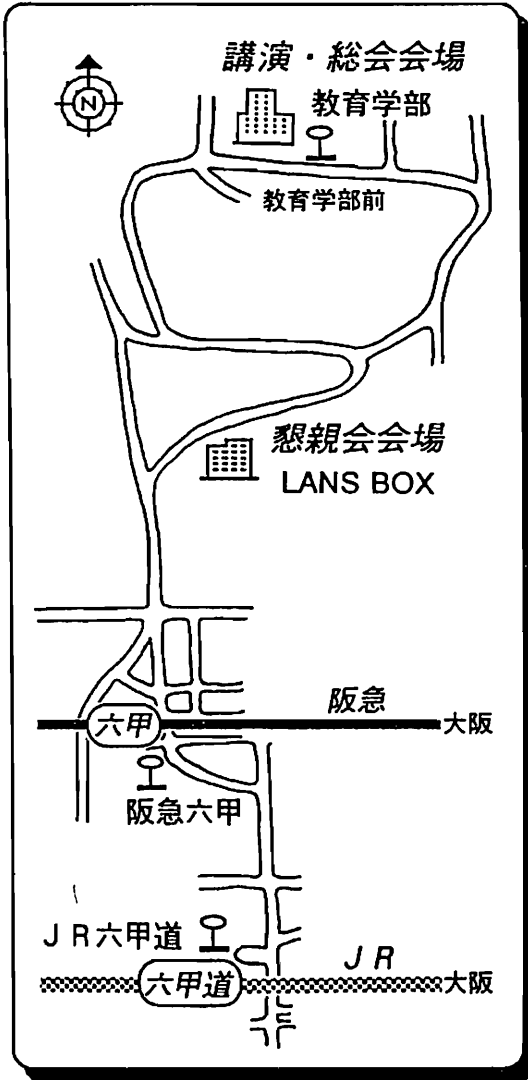 講演・総会会場
教育学部
N
教育学部前
懇親会会場
LANS BOX
阪急
六甲
大阪
阪急六甲
JR六甲道
JR
六甲道
大阪